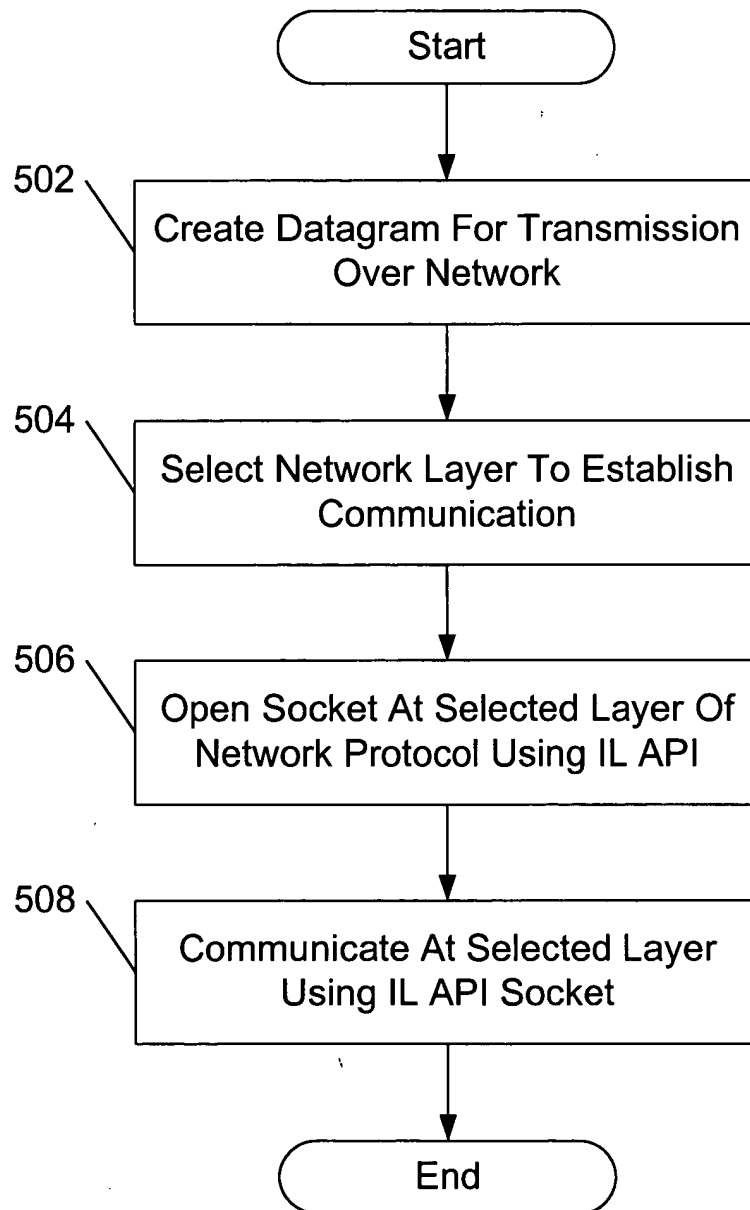 Start
502
Create Datagram For Transmission
Over Network
504
Select Network Layer To Establish
Communication
506
Open Socket At Selected Layer Of
Network Protocol Using IL API
508
Communicate At Selected Layer
Using IL API Socket
End